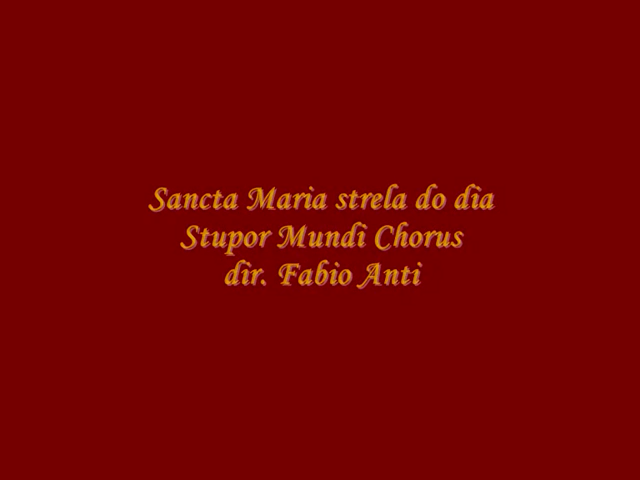 Sancta Maria strela do dia
Stupor Mundi Chorus
dir. Fabio Anti